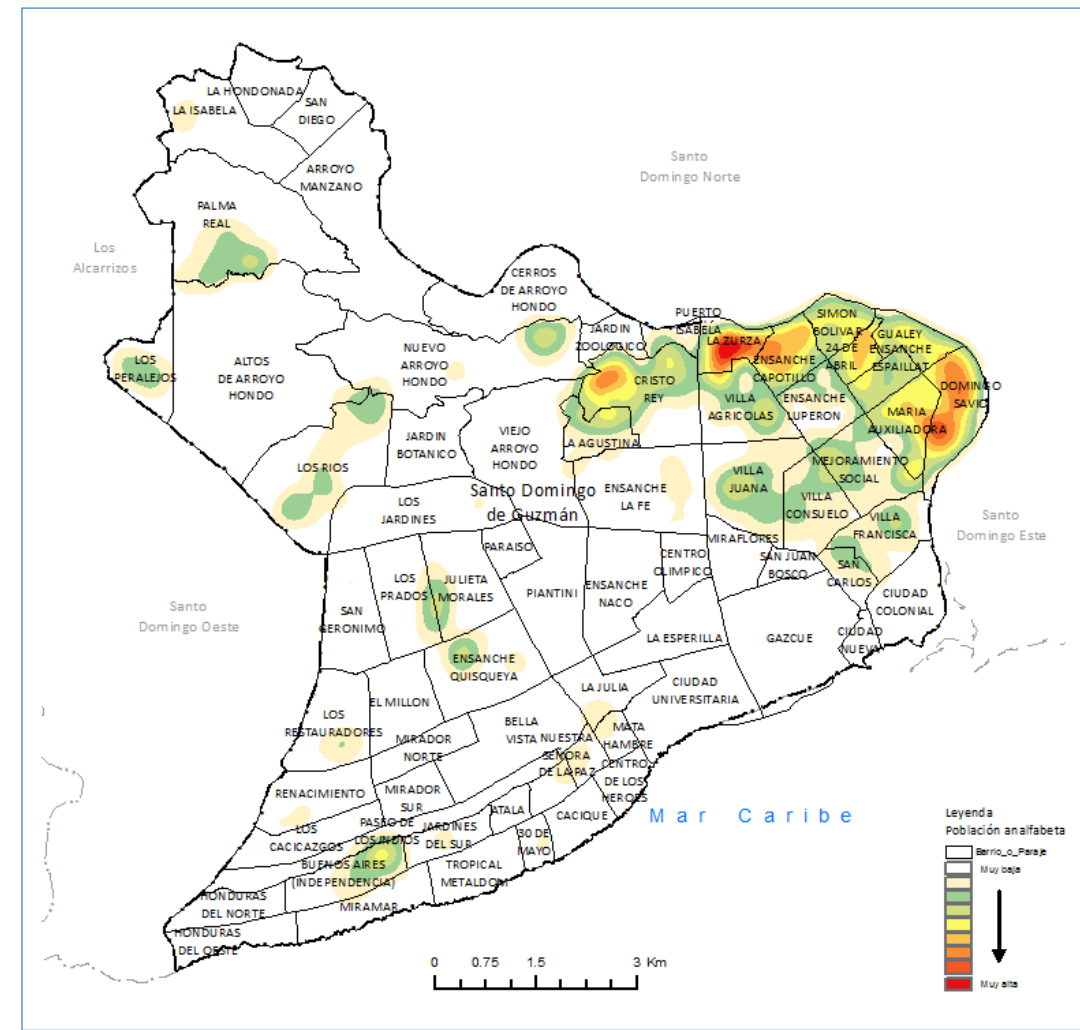 LA HONDONADA
LA ISABELA
SAN
DIEGO
ARROYO
MANZANO
Santo
Domingo Norte
PALMA
REAL
Los
Alcarrizos
CERROS
DE ARROYO
HONDO
PUERTO
ISABELA
SIMON
BOLIVAR
JARDIN
ZOOLOGICO
LA ZURZA
24 DE
ABRIL
GUALEY
ENSANCHE
ESPAILLAT
LOS
PERALEJOS
ALTOS
DE ARROYO
HONDO
NUEVO
ARROYO
HONDO
ENSANCHE
CAPOTILLO
CRISTO
REY
DOMINGO
SAVIO
VILLA
AGRICOLAS
ENSANCHE
LUPERON
MARIA
AUXILIADORA
JARDIN
BOTANICO
VIEJO
ARROYO
HONDO
LA AGUSTINA
LOS RIOS
MEJORAMIENTO
SOCIAL
VILLA
JUANA
ENSANCHE
LA FE
Santo Domingo
de Guzmán
LOS
JARDINES
VILLA
CONSUELO
VILLA
FRANCISCA
Santo
Domingo Este
PARAISO
MIRAFLORES
CENTRO
OLIMPICO
SAN JUAN
BOSCO
SAN
CARLOS
LOS
PRADOS
JULIETA
MORALES
PIANTINI
ENSANCHE
NACO
CIUDAD
COLONIAL
Santo
Domingo Oeste
SAN
GERONIMO
LA ESPERILLA
GAZCUE
CIUDAD
NUEVA
ENSANCHE
QUISQUEYA
LA JULIA
CIUDAD
UNIVERSITARIA
EL MILLON
LOS
RESTAURADORES
BELLA
VISTA
MIRADOR
NORTE
NUESTRA
SEÑORA
DE LA PAZ
MATA
HAMBRE
CENTRO
DE LOS
HEROES
RENACIMIENTO
MIRADOR
SUR
ATALA
CACIQUE
Mar Caribe
LOS
CACICAZGOS
PASEO DE
LOS INDIOS
JARDINES
DEL SUR
30 DE
MAYO
BUENOS AIRES
(INDEPENDENCIA)
TROPICAL
METALDOM
HONDURAS
DEL NORTE
MIRAMAR
HONDURAS
DEL OESTE
0 0.75 1.5 3 Km
Leyenda
Población analfabeta
Barrio_o_Paraje
Muy baja
Muy alta